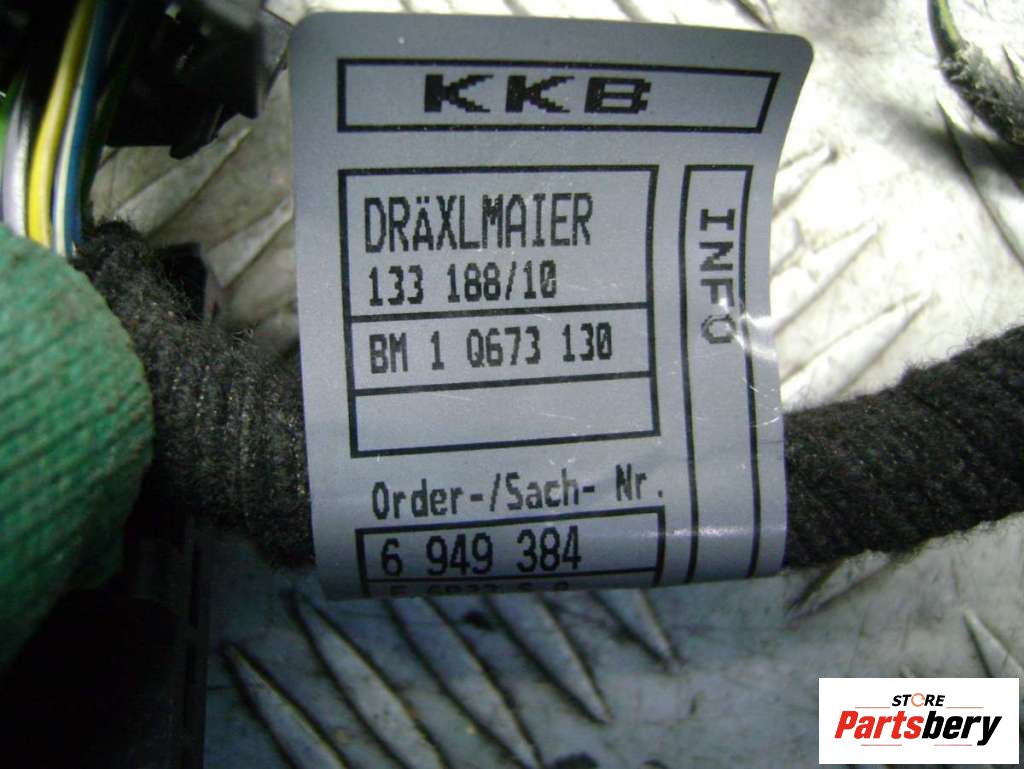 KKB
DRÄXLMAIER
133 188/10
BM 1 Q673 130
INFO
Order-/Sach- Nr.
6 949 384
STORE
Partsbery